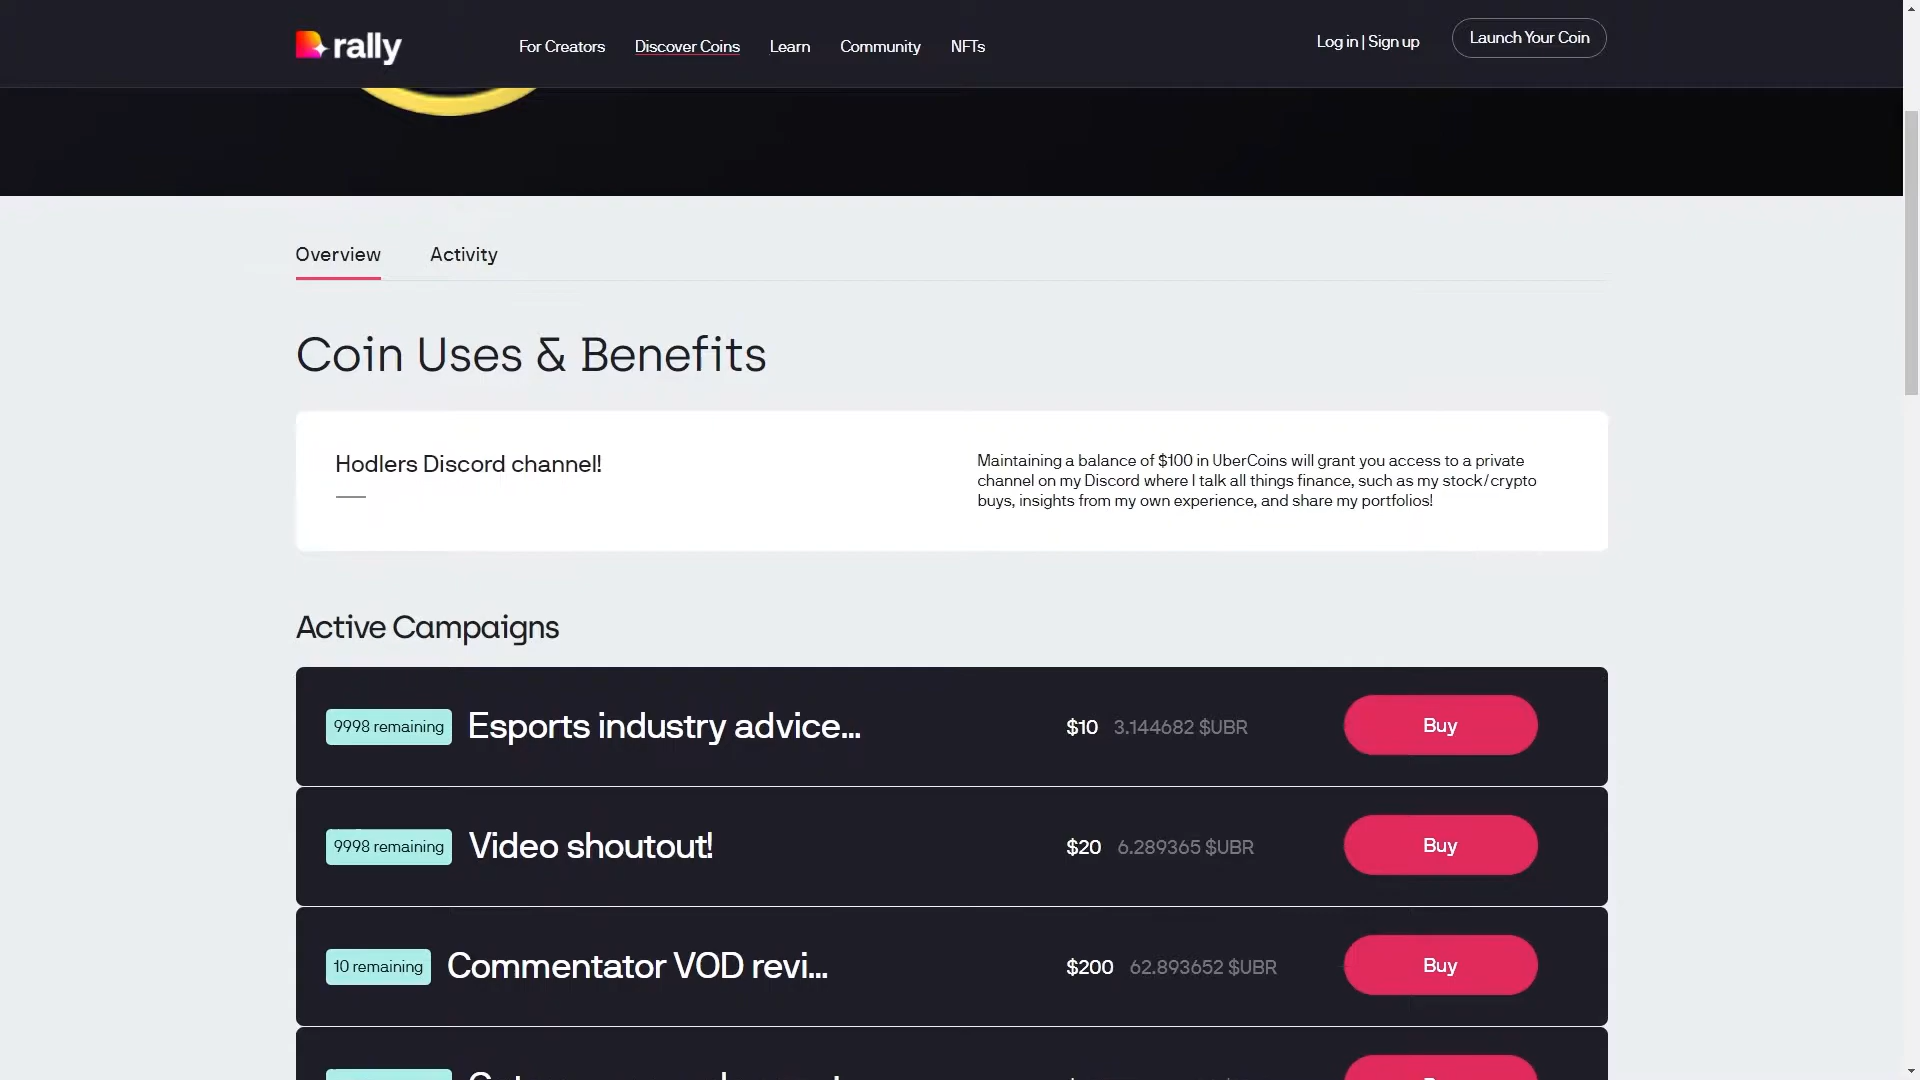 rally
For Creators
Discover Coins
Learn
Community
NFTs
Log in | Sign up
Launch Your Coin
Overview
Activity
Coin Uses & Benefits
Hodlers Discord channel!
Maintaining a balance of $100 in UberCoins will grant you access to a private
channel on my Discord where I talk all things finance, such as my stock/crypto
buys, insights from my own experience, and share my portfolios!
Active Campaigns
9998 remaining
Esports industry advice...
$10
3.144682 $UBR
Buy
9998 remaining
Video shoutout!
$20
6.289365 $UBR
Buy
10 remaining
Commentator VOD revi...
$200
62.893652 $UBR
Buy